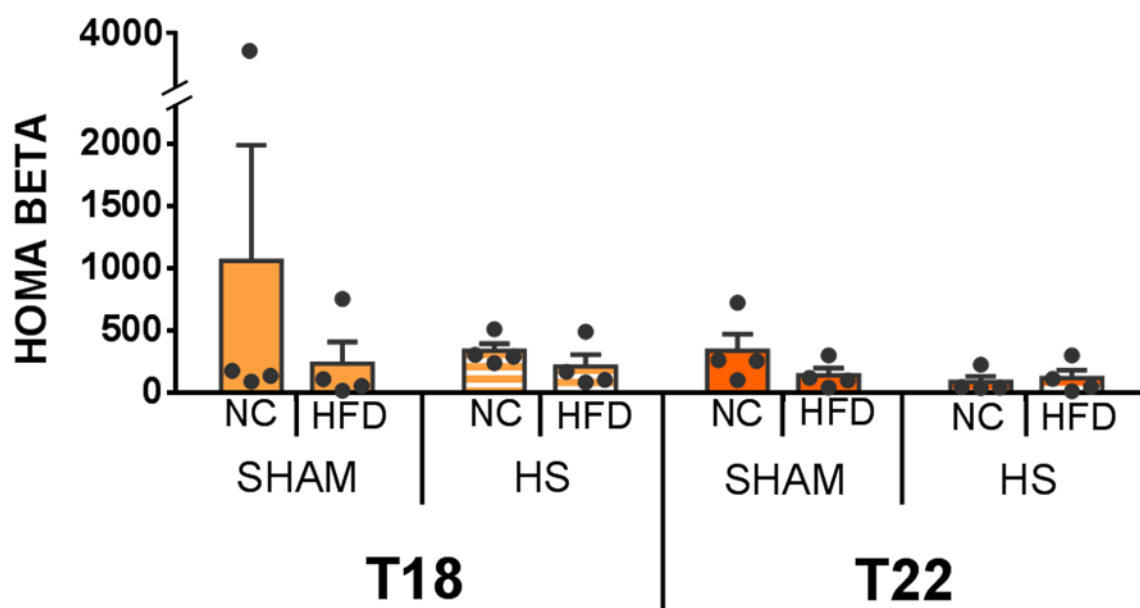 HOMA BETA
4000
2000
1500
1000
500
0
NC HFD NC HFD NC HFD NC HFD
SHAM HS SHAM HS
T18 T22